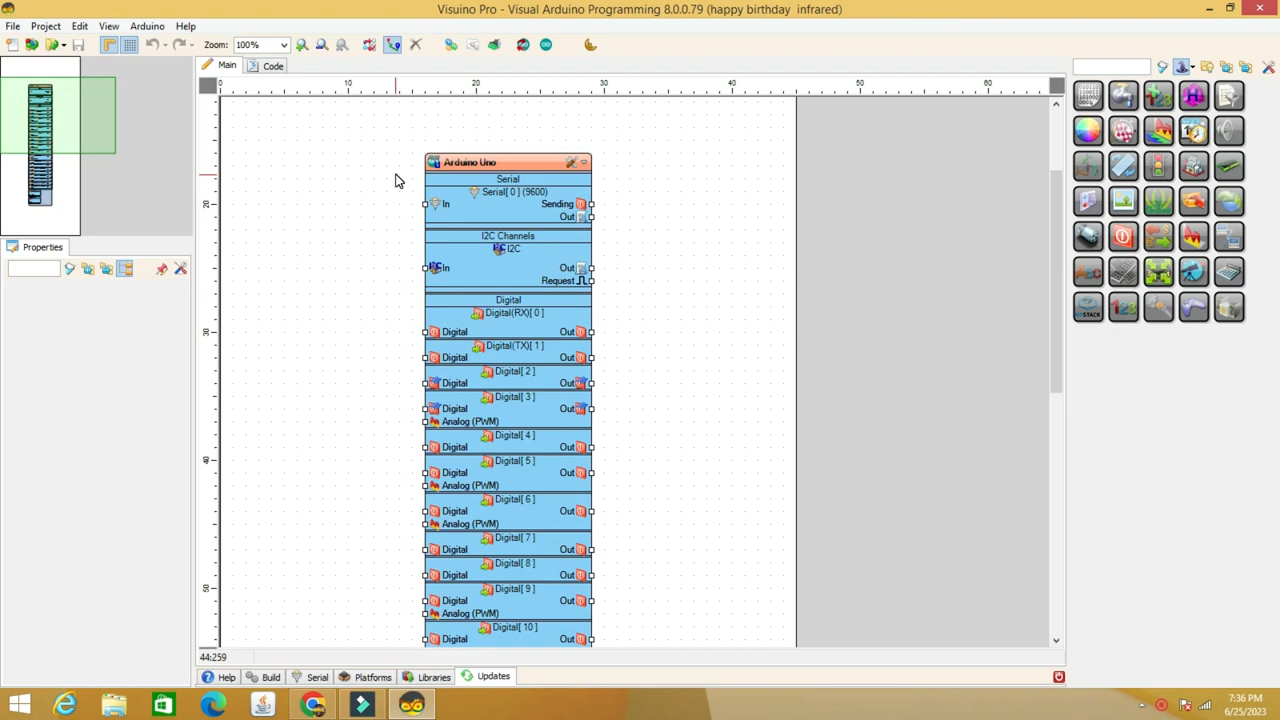 Visuino Pro - Visual Arduino Programming 8.0.0.79 (happy birthday infrared)
File Project Edit View Arduino Help
Zoom: 100%
Main Code
0 10 20 30 40 50 60
Properties
20
30
40
50
Arduino Uno
Serial
Serial[ 0 ] (9600)
In Sending
Out
I2C Channels
I2C
In Out
Request
Digital
Digital(RX)[ 0 ]
Digital Out
Digital(TX)[ 1 ]
Digital Out
Digital[ 2 ]
Digital Out
Digital[ 3 ]
Digital Out
Analog (PWM)
Digital[ 4 ]
Digital Out
Digital[ 5 ]
Digital Out
Analog (PWM)
Digital[ 6 ]
Digital Out
Analog (PWM)
Digital[ 7 ]
Digital Out
Digital[ 8 ]
Digital Out
Digital[ 9 ]
Digital Out
Analog (PWM)
Digital[ 10 ]
Digital Out
44:259
Help Build Serial Platforms Libraries Updates
7:36 PM
6/25/2023